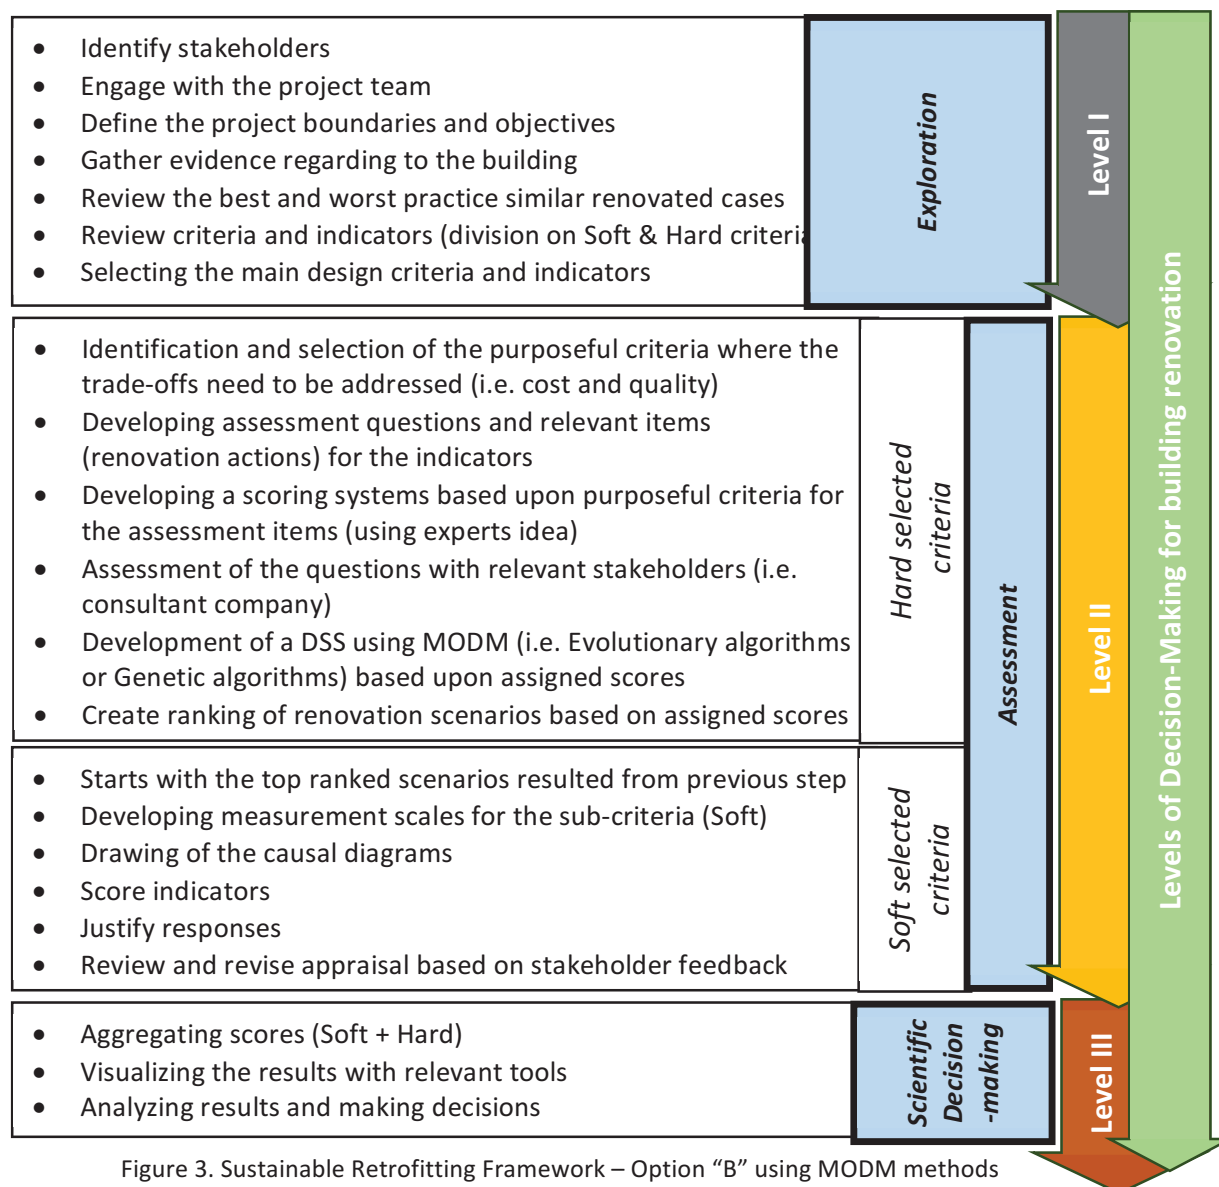 • Identify stakeholders
• Engage with the project team
• Define the project boundaries and objectives
• Gather evidence regarding to the building
• Review the best and worst practice similar renovated cases
• Review criteria and indicators (division on Soft & Hard criteria
• Selecting the main design criteria and indicators
Exploration
Level I
• Identification and selection of the purposeful criteria where the
trade-offs need to be addressed (i.e. cost and quality)
• Developing assessment questions and relevant items
(renovation actions) for the indicators
• Developing a scoring systems based upon purposeful criteria for
the assessment items (using experts idea)
• Assessment of the questions with relevant stakeholders (i.e.
consultant company)
• Development of a DSS using MODM (i.e. Evolutionary algorithms
or Genetic algorithms) based upon assigned scores
• Create ranking of renovation scenarios based on assigned scores
Hard selected
criteria
• Starts with the top ranked scenarios resulted from previous step
• Developing measurement scales for the sub-criteria (Soft)
• Drawing of the causal diagrams
• Score indicators
• Justify responses
• Review and revise appraisal based on stakeholder feedback
Soft selected
criteria
Assessment
Level II
• Aggregating scores (Soft + Hard)
• Visualizing the results with relevant tools
• Analyzing results and making decisions
Scientific
Decision
-making
Level III
Levels of Decision-Making for building renovation
Figure 3. Sustainable Retrofitting Framework – Option “B” using MODM methods